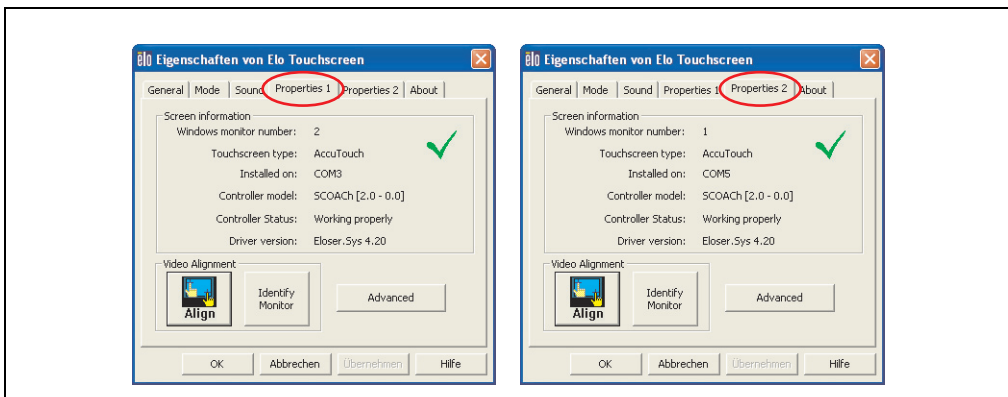 elo Eigenschaften von Elo Touchscreen
General Mode Sound Properties 1 Properties 2 About
Screen information
Windows monitor number: 2
Touchscreen type: AccuTouch
Installed on: COM3
Controller model: SCOACh [2.0 - 0.0]
Controller Status: Working properly
Driver version: Eloser.Sys 4.20
Video Alignment
Align
Identify
Monitor
Advanced
OK Abbrechen Übernehmen Hilfe
elo Eigenschaften von Elo Touchscreen
General Mode Sound Properties 1 Properties 2 About
Screen information
Windows monitor number: 1
Touchscreen type: AccuTouch
Installed on: COM5
Controller model: SCOACh [2.0 - 0.0]
Controller Status: Working properly
Driver version: Eloser.Sys 4.20
Video Alignment
Align
Identify
Monitor
Advanced
OK Abbrechen Übernehmen Hilfe